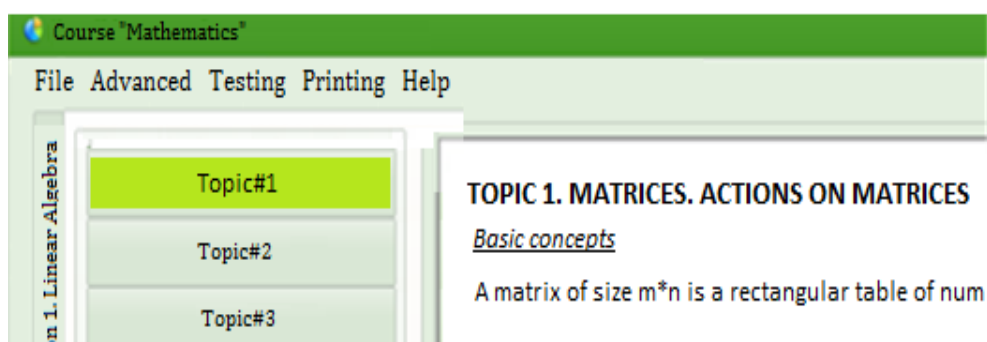 Course "Mathematics"
File Advanced Testing Printing Help
1. Linear Algebra
Topic#1
Topic#2
Topic#3
TOPIC 1. MATRICES. ACTIONS ON MATRICES
Basic concepts
A matrix of size m*n is a rectangular table of num